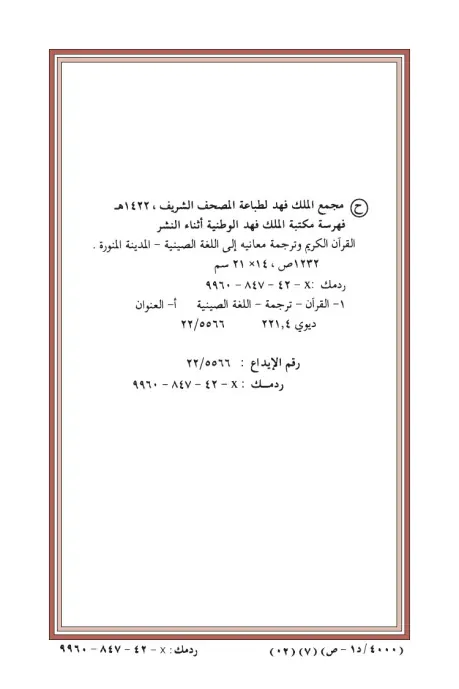 ح مجمع الملك فهد لطباعة المصحف الشريف ، ١٤٢٢هـ
فهرسة مكتبة الملك فهد الوطنية أثناء النشر
القرآن الكريم وترجمة معانيه إلى اللغة الصينية – المدينة المنورة .
١٢٣٢ص ، ١٤× ٢١ سم
ردمك :X – ٤٢ – ٨٤٧ – ٩٩٦٠
١– القرآن – ترجمة – اللغة الصينية أ– العنوان
ديوي ٢٢١,٤ ٢٢/٥٥٦٦
رقم الإيداع : ٢٢/٥٥٦٦
ردمــك : X – ٤٢ – ٨٤٧ – ٩٩٦٠
(٤٠٠٠/د١ – ص) (٧) (٠٢) ردمك: X – ٤٢ – ٨٤٧ – ٩٩٦٠